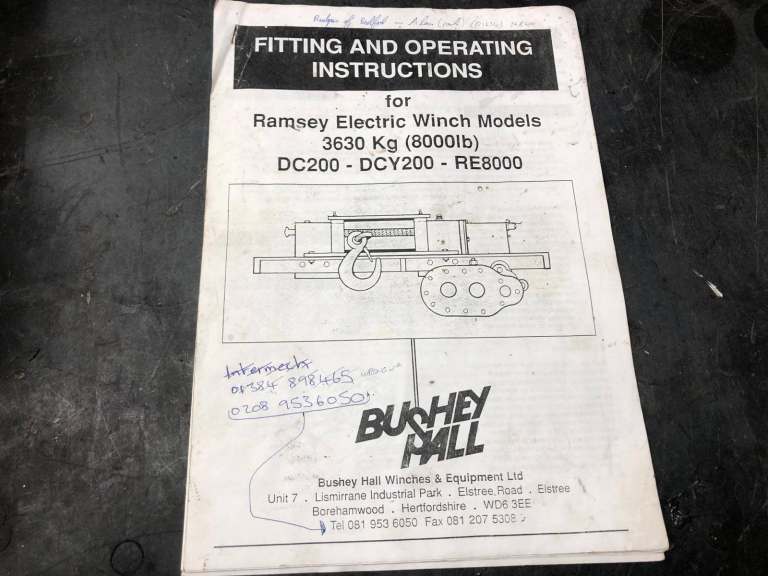 of Bedford
FITTING AND OPERATING
INSTRUCTIONS
for
Ramsey Electric Winch Models
3630 Kg (8000lb)
DC200 - DCY200 - RE8000
Intermech
01384 898465
0208 9536050
BUSHEY
HALL
Bushey Hall Winches & Equipment Ltd
Unit 7 . Lismirrane Industrial Park . Elstree Road . Elstree
Borehamwood . Hertfordshire . WD6 3EE
Tel 081 953 6050 Fax 081 207 5308